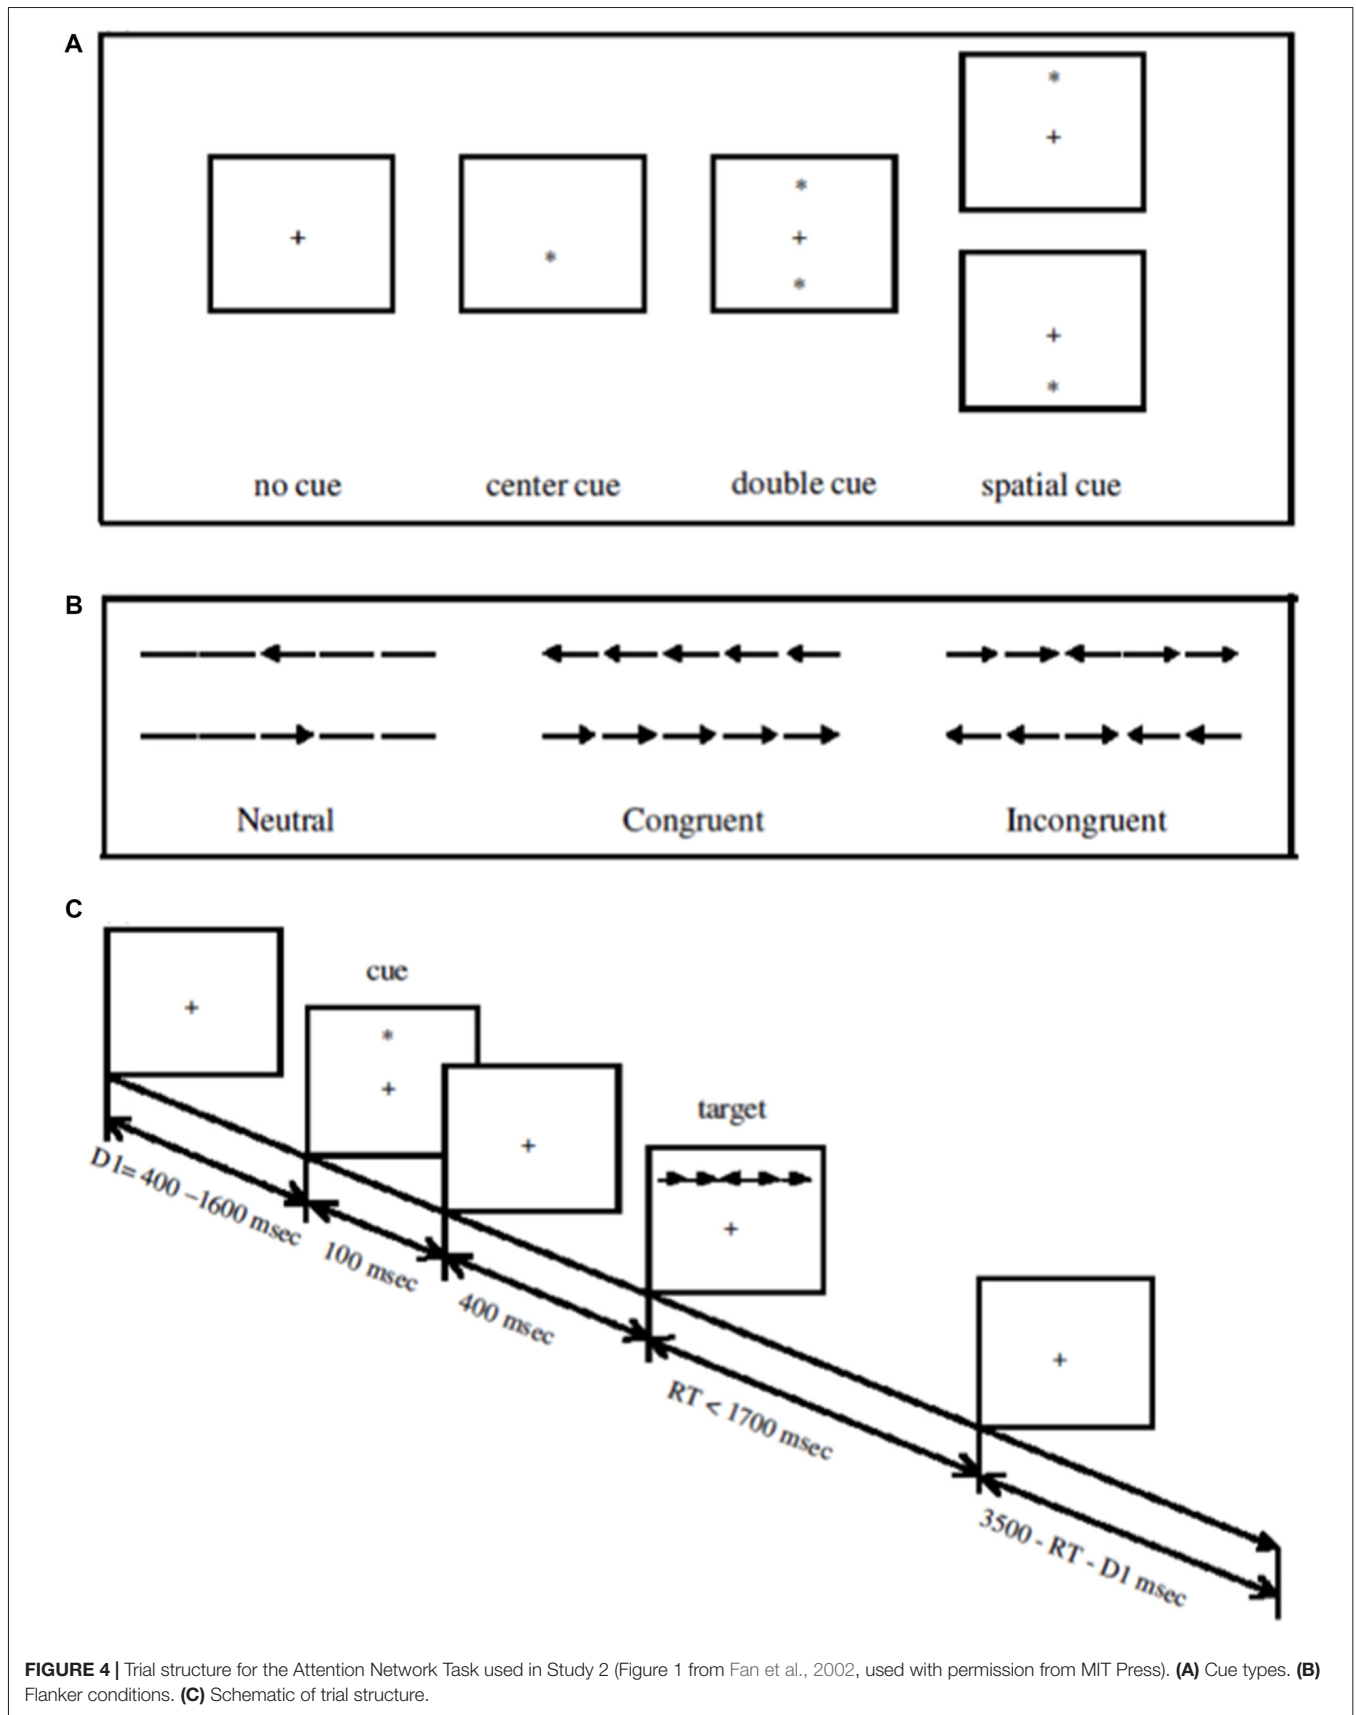 A
+
*
*
+
*
*
+
+
*
no cue
center cue
double cue
spatial cue
B
Neutral
Congruent
Incongruent
C
+
cue
*
+
+
target
+
+
D1= 400 –1600 msec
100 msec
400 msec
RT < 1700 msec
3500 - RT - D1 msec
FIGURE 4 | Trial structure for the Attention Network Task used in Study 2 (Figure 1 from Fan et al., 2002, used with permission from MIT Press). (A) Cue types. (B)
Flanker conditions. (C) Schematic of trial structure.